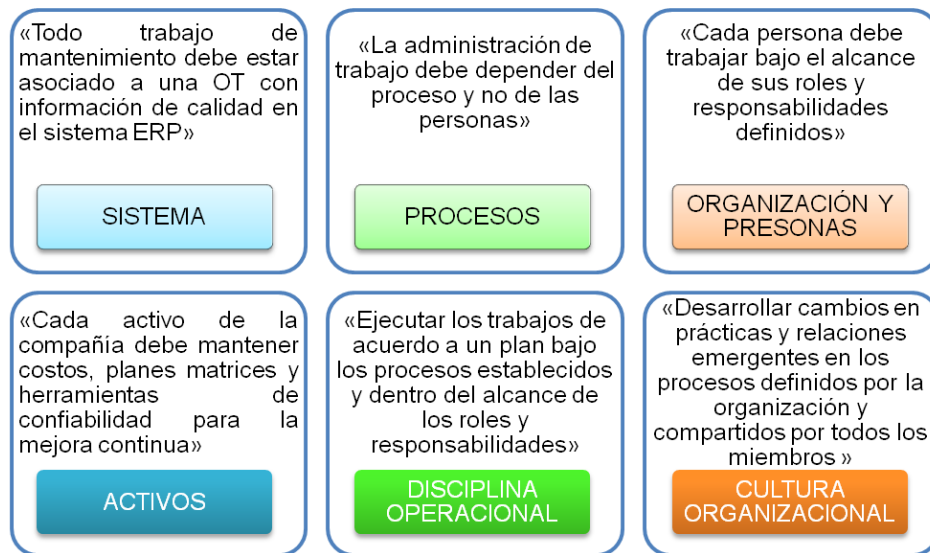 «Todo trabajo de
mantenimiento debe estar
asociado a una OT con
información de calidad en
el sistema ERP»
SISTEMA
«La administración de
trabajo debe depender del
proceso y no de las
personas»
PROCESOS
«Cada persona debe
trabajar bajo el alcance
de sus roles y
responsabilidades
definidos»
ORGANIZACIÓN Y
PRESONAS
«Cada activo de la
compañía debe mantener
costos, planes matrices y
herramientas de
confiabilidad para la
mejora continua»
ACTIVOS
«Ejecutar los trabajos de
acuerdo a un plan bajo
los procesos establecidos
y dentro del alcance de
los roles y
responsabilidades»
DISCIPLINA
OPERACIONAL
«Desarrollar cambios en
prácticas y relaciones
emergentes en los
procesos definidos por la
organización y
compartidos por todos los
miembros »
CULTURA
ORGANIZACIONAL